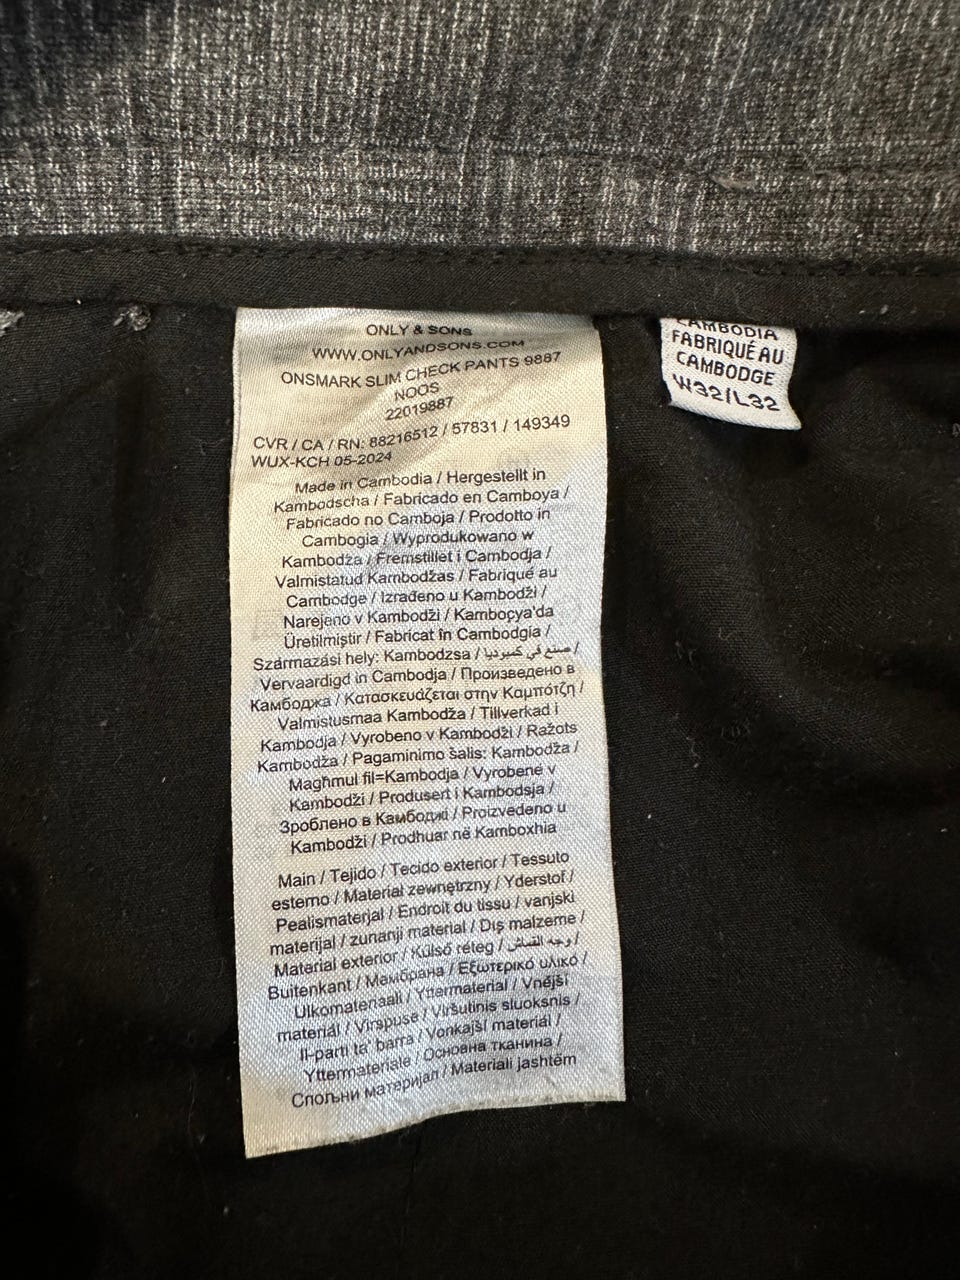 ONLY & SONS
WWW.ONLYANDSONS.COM
ONSMARK SLIM CHECK PANTS 9887
NOOS
22019887
CVR / CA / RN: 88216512 / 57831 / 149349
WUX-KCH 05-2024
Made in Cambodia / Hergestellt in
Kambodscha / Fabricado en Camboya /
Fabricado no Camboja / Prodotto in
Cambogia / Wyprodukowano w
Kambodża / Fremstillet i Cambodja /
Valmistatud Kambodžas / Fabriqué au
Cambodge / Izrađeno u Kambodži /
Narejeno v Kambodži / Kamboçya'da
Üretilmiştir / Fabricat în Cambodgia /
Származási hely: Kambodzsa / صنع في كمبوديا /
Vervaardigd in Cambodja / Произведено в
Камбоджа / Κατασκευάζεται στην Καμπότζη /
Valmistusmaa Kambodža / Tillverkad i
Kambodja / Vyrobeno v Kambodži / Ražots
Kambodža / Pagaminimo šalis: Kambodža /
Magħmul fil=Kambodja / Vyrobené v
Kambodži / Produsert i Kambodsja /
Зроблено в Камбоджі / Proizvedeno u
Kambodži / Prodhuar në Kamboxhia
Main / Tejido / Tecido exterior / Tessuto
esterno / Materiał zewnętrzny / Yderstof /
Pealismaterjal / Endroit du tissu / vanjski
materijal / zunanji material / Dış malzeme /
Material exterior / Külső réteg / وجه القماش /
Buitenkant / Мамбрана / Εξωτερικό υλικό /
Ulkomateriaali / Yttermaterial / Vnější
materiál / Virspuse / Viršutinis sluoksnis /
Il-parti ta' barra / Vonkajší materiál /
Yttermateriale / Основна тканина /
Спољни материјал / Materiali jashtëm
CAMBODIA
FABRIQUÉ AU
CAMBODGE
W32/L32